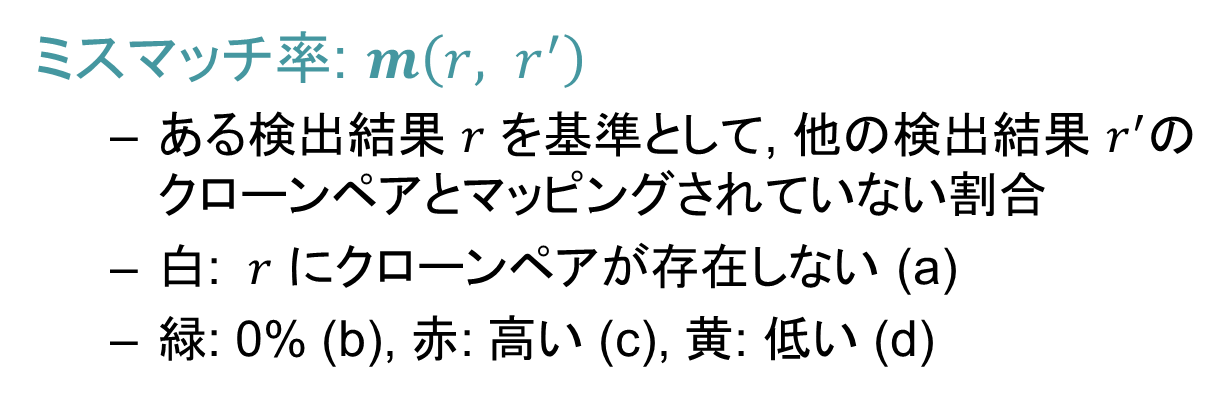 ミスマッチ率: m(r, r′)
– ある検出結果 r を基準として, 他の検出結果 r′の
クローンペアとマッピングされていない割合
– 白: r にクローンペアが存在しない (a)
– 緑: 0% (b), 赤: 高い (c), 黄: 低い (d)